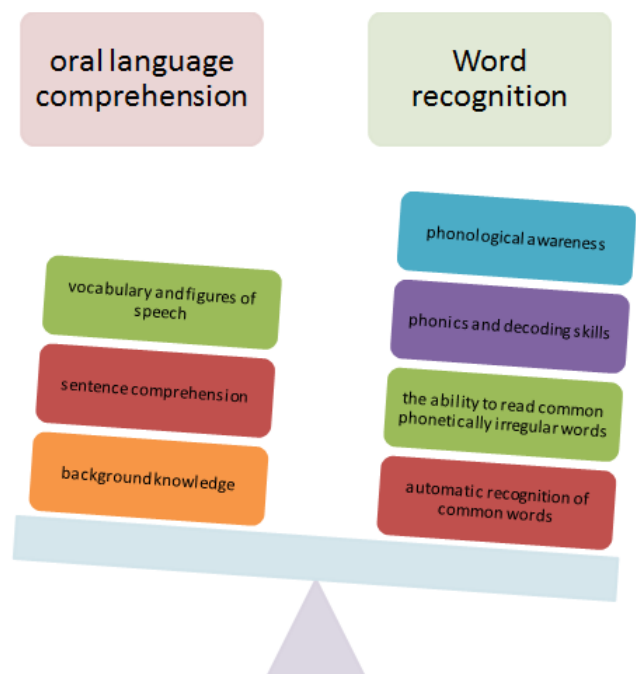 oral language
comprehension
Word
recognition
vocabulary and figures of
speech
sentence comprehension
background knowledge
phonological awareness
phonics and decoding skills
the ability to read common
phonetically irregular words
automatic recognition of
common words